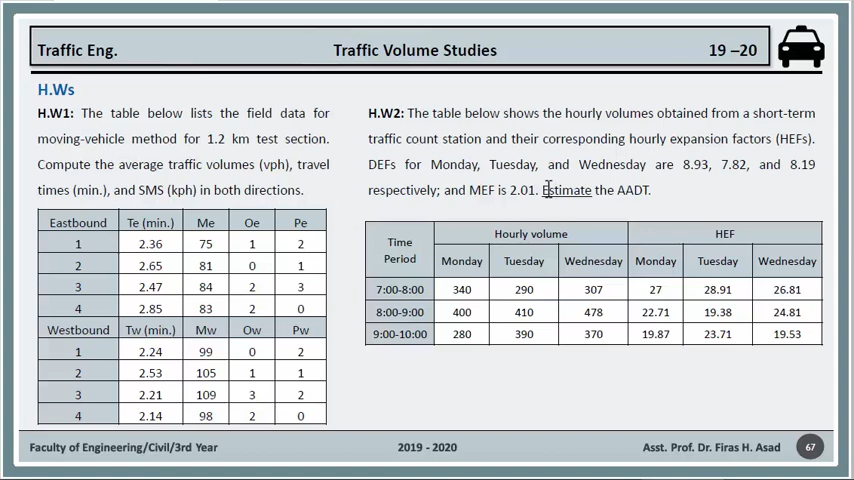 Traffic Eng. Traffic Volume Studies 19 –20
H.Ws
H.W1: The table below lists the field data for
moving-vehicle method for 1.2 km test section.
Compute the average traffic volumes (vph), travel
times (min.), and SMS (kph) in both directions.
Eastbound Te (min.) Me Oe Pe
1 2.36 75 1 2
2 2.65 81 0 1
3 2.47 84 2 3
4 2.85 83 2 0
Westbound Tw (min.) Mw Ow Pw
1 2.24 99 0 2
2 2.53 105 1 1
3 2.21 109 3 2
4 2.14 98 2 0
H.W2: The table below shows the hourly volumes obtained from a short-term
traffic count station and their corresponding hourly expansion factors (HEFs).
DEFs for Monday, Tuesday, and Wednesday are 8.93, 7.82, and 8.19
respectively; and MEF is 2.01. Estimate the AADT.
Time Period Hourly volume HEF
Monday Tuesday Wednesday Monday Tuesday Wednesday
7:00-8:00 340 290 307 27 28.91 26.81
8:00-9:00 400 410 478 22.71 19.38 24.81
9:00-10:00 280 390 370 19.87 23.71 19.53
Faculty of Engineering/Civil/3rd Year 2019 - 2020 Asst. Prof. Dr. Firas H. Asad 67